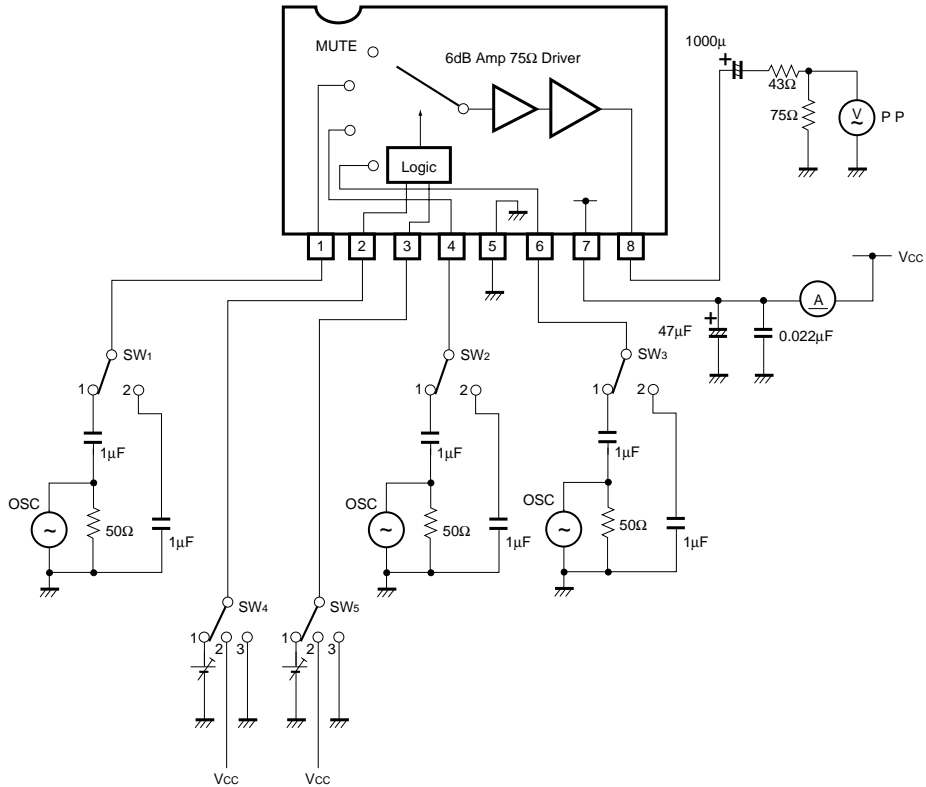 MUTE
6dB Amp 75Ω Driver
Logic
1 2 3 4 5 6 7 8
1000μ
+
43Ω
75Ω
V
~
P P
VCC
A
+
47μF
0.022μF
SW1
1 2
1μF
OSC
~
50Ω
1μF
SW2
1 2
1μF
OSC
~
50Ω
1μF
SW3
1 2
1μF
OSC
~
50Ω
1μF
SW4
1 2 3
VCC
SW5
1 2 3
VCC